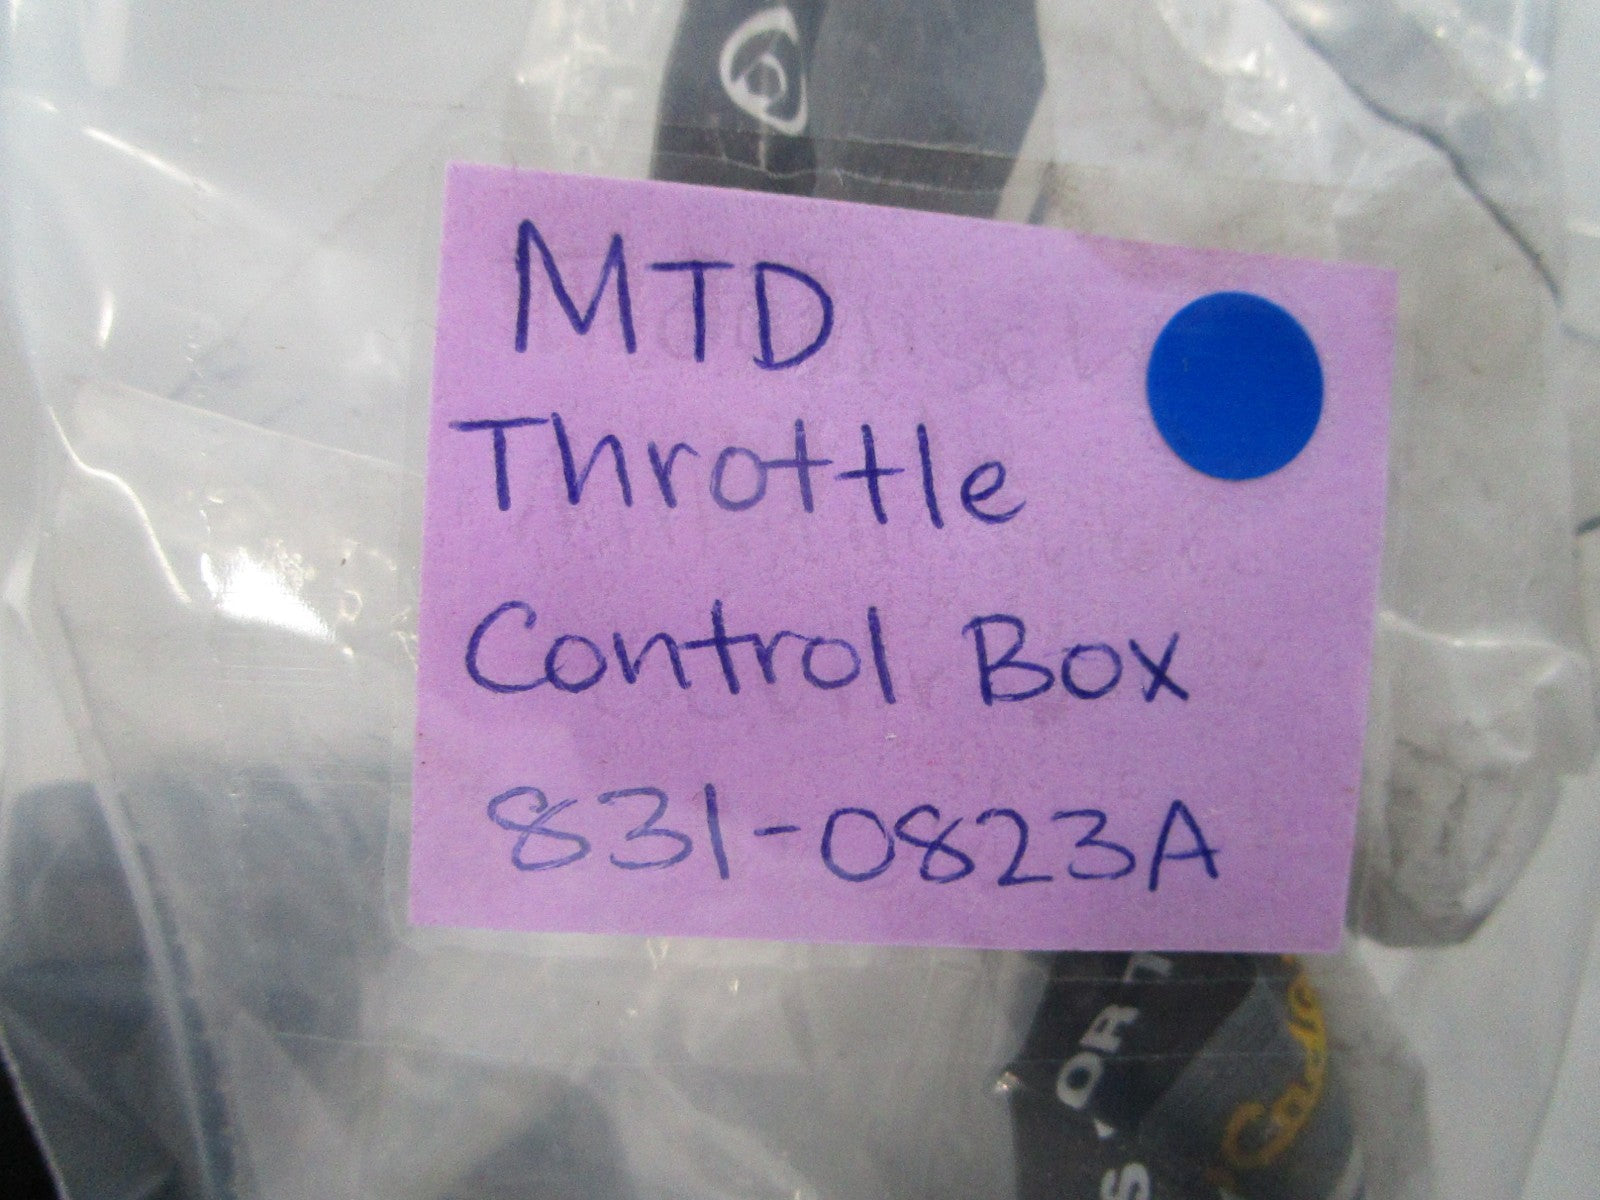 MTD
Throttle
Control Box
831-0823A